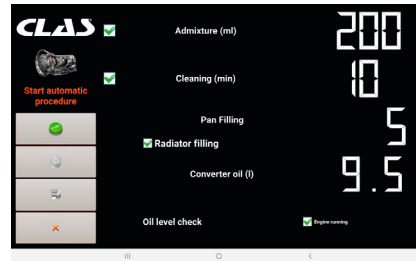 CLAS
Admixture (ml) 200
Cleaning (min) 10
Start automatic
procedure
Pan Filling 5
Radiator filling
Converter oil (l) 9.5
Oil level check Engine running